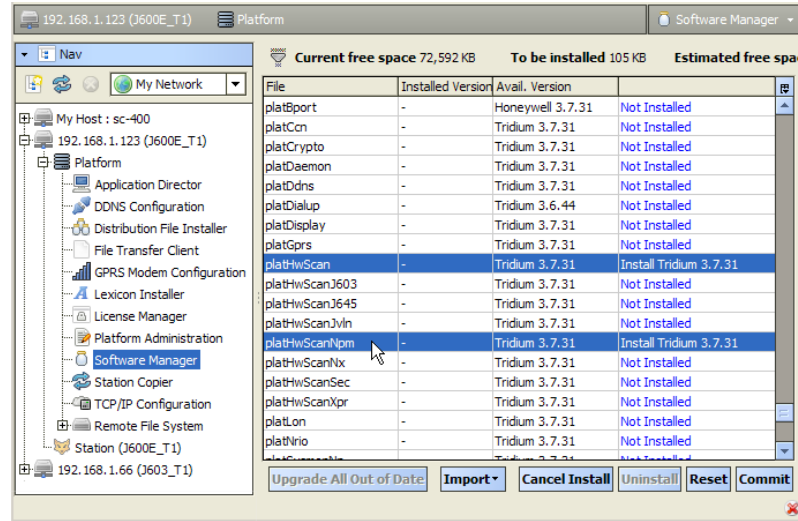 192.168.1.123 (J600E_T1) Platform Software Manager
Nav
My Network
My Host : sc-400
192.168.1.123 (J600E_T1)
Platform
Application Director
DDNS Configuration
Distribution File Installer
File Transfer Client
GPRS Modem Configuration
Lexicon Installer
License Manager
Platform Administration
Software Manager
Station Copier
TCP/IP Configuration
Remote File System
Station (J600E_T1)
192.168.1.66 (J603_T1)
Current free space 72,592 KB To be installed 105 KB Estimated free spa
File Installed Version Avail. Version
platBport - Honeywell 3.7.31 Not Installed
platCcn - Tridium 3.7.31 Not Installed
platCrypto - Tridium 3.7.31 Not Installed
platDaemon - Tridium 3.7.31 Not Installed
platDdns - Tridium 3.7.31 Not Installed
platDialup - Tridium 3.6.44 Not Installed
platDisplay - Tridium 3.7.31 Not Installed
platGprs - Tridium 3.7.31 Not Installed
platHwScan - Tridium 3.7.31 Install Tridium 3.7.31
platHwScanJ603 - Tridium 3.7.31 Not Installed
platHwScanJ645 - Tridium 3.7.31 Not Installed
platHwScanJvln - Tridium 3.7.31 Not Installed
platHwScanNpm - Tridium 3.7.31 Install Tridium 3.7.31
platHwScanNx - Tridium 3.7.31 Not Installed
platHwScanSec - Tridium 3.7.31 Not Installed
platHwScanXpr - Tridium 3.7.31 Not Installed
platLon - Tridium 3.7.31 Not Installed
platNrio - Tridium 3.7.31 Not Installed
Upgrade All Out of Date Import Cancel Install Uninstall Reset Commit